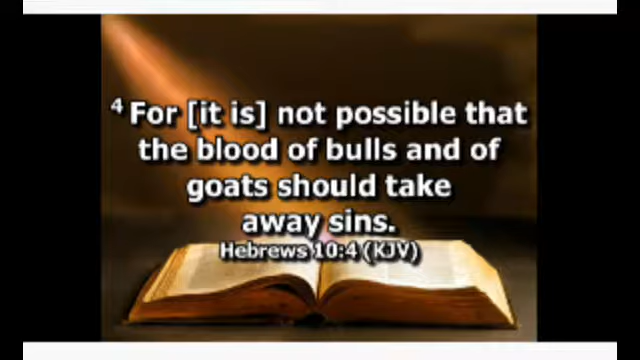 4 For [it is] not possible that
the blood of bulls and of
goats should take
away sins.
Hebrews 10:4 (KJV)